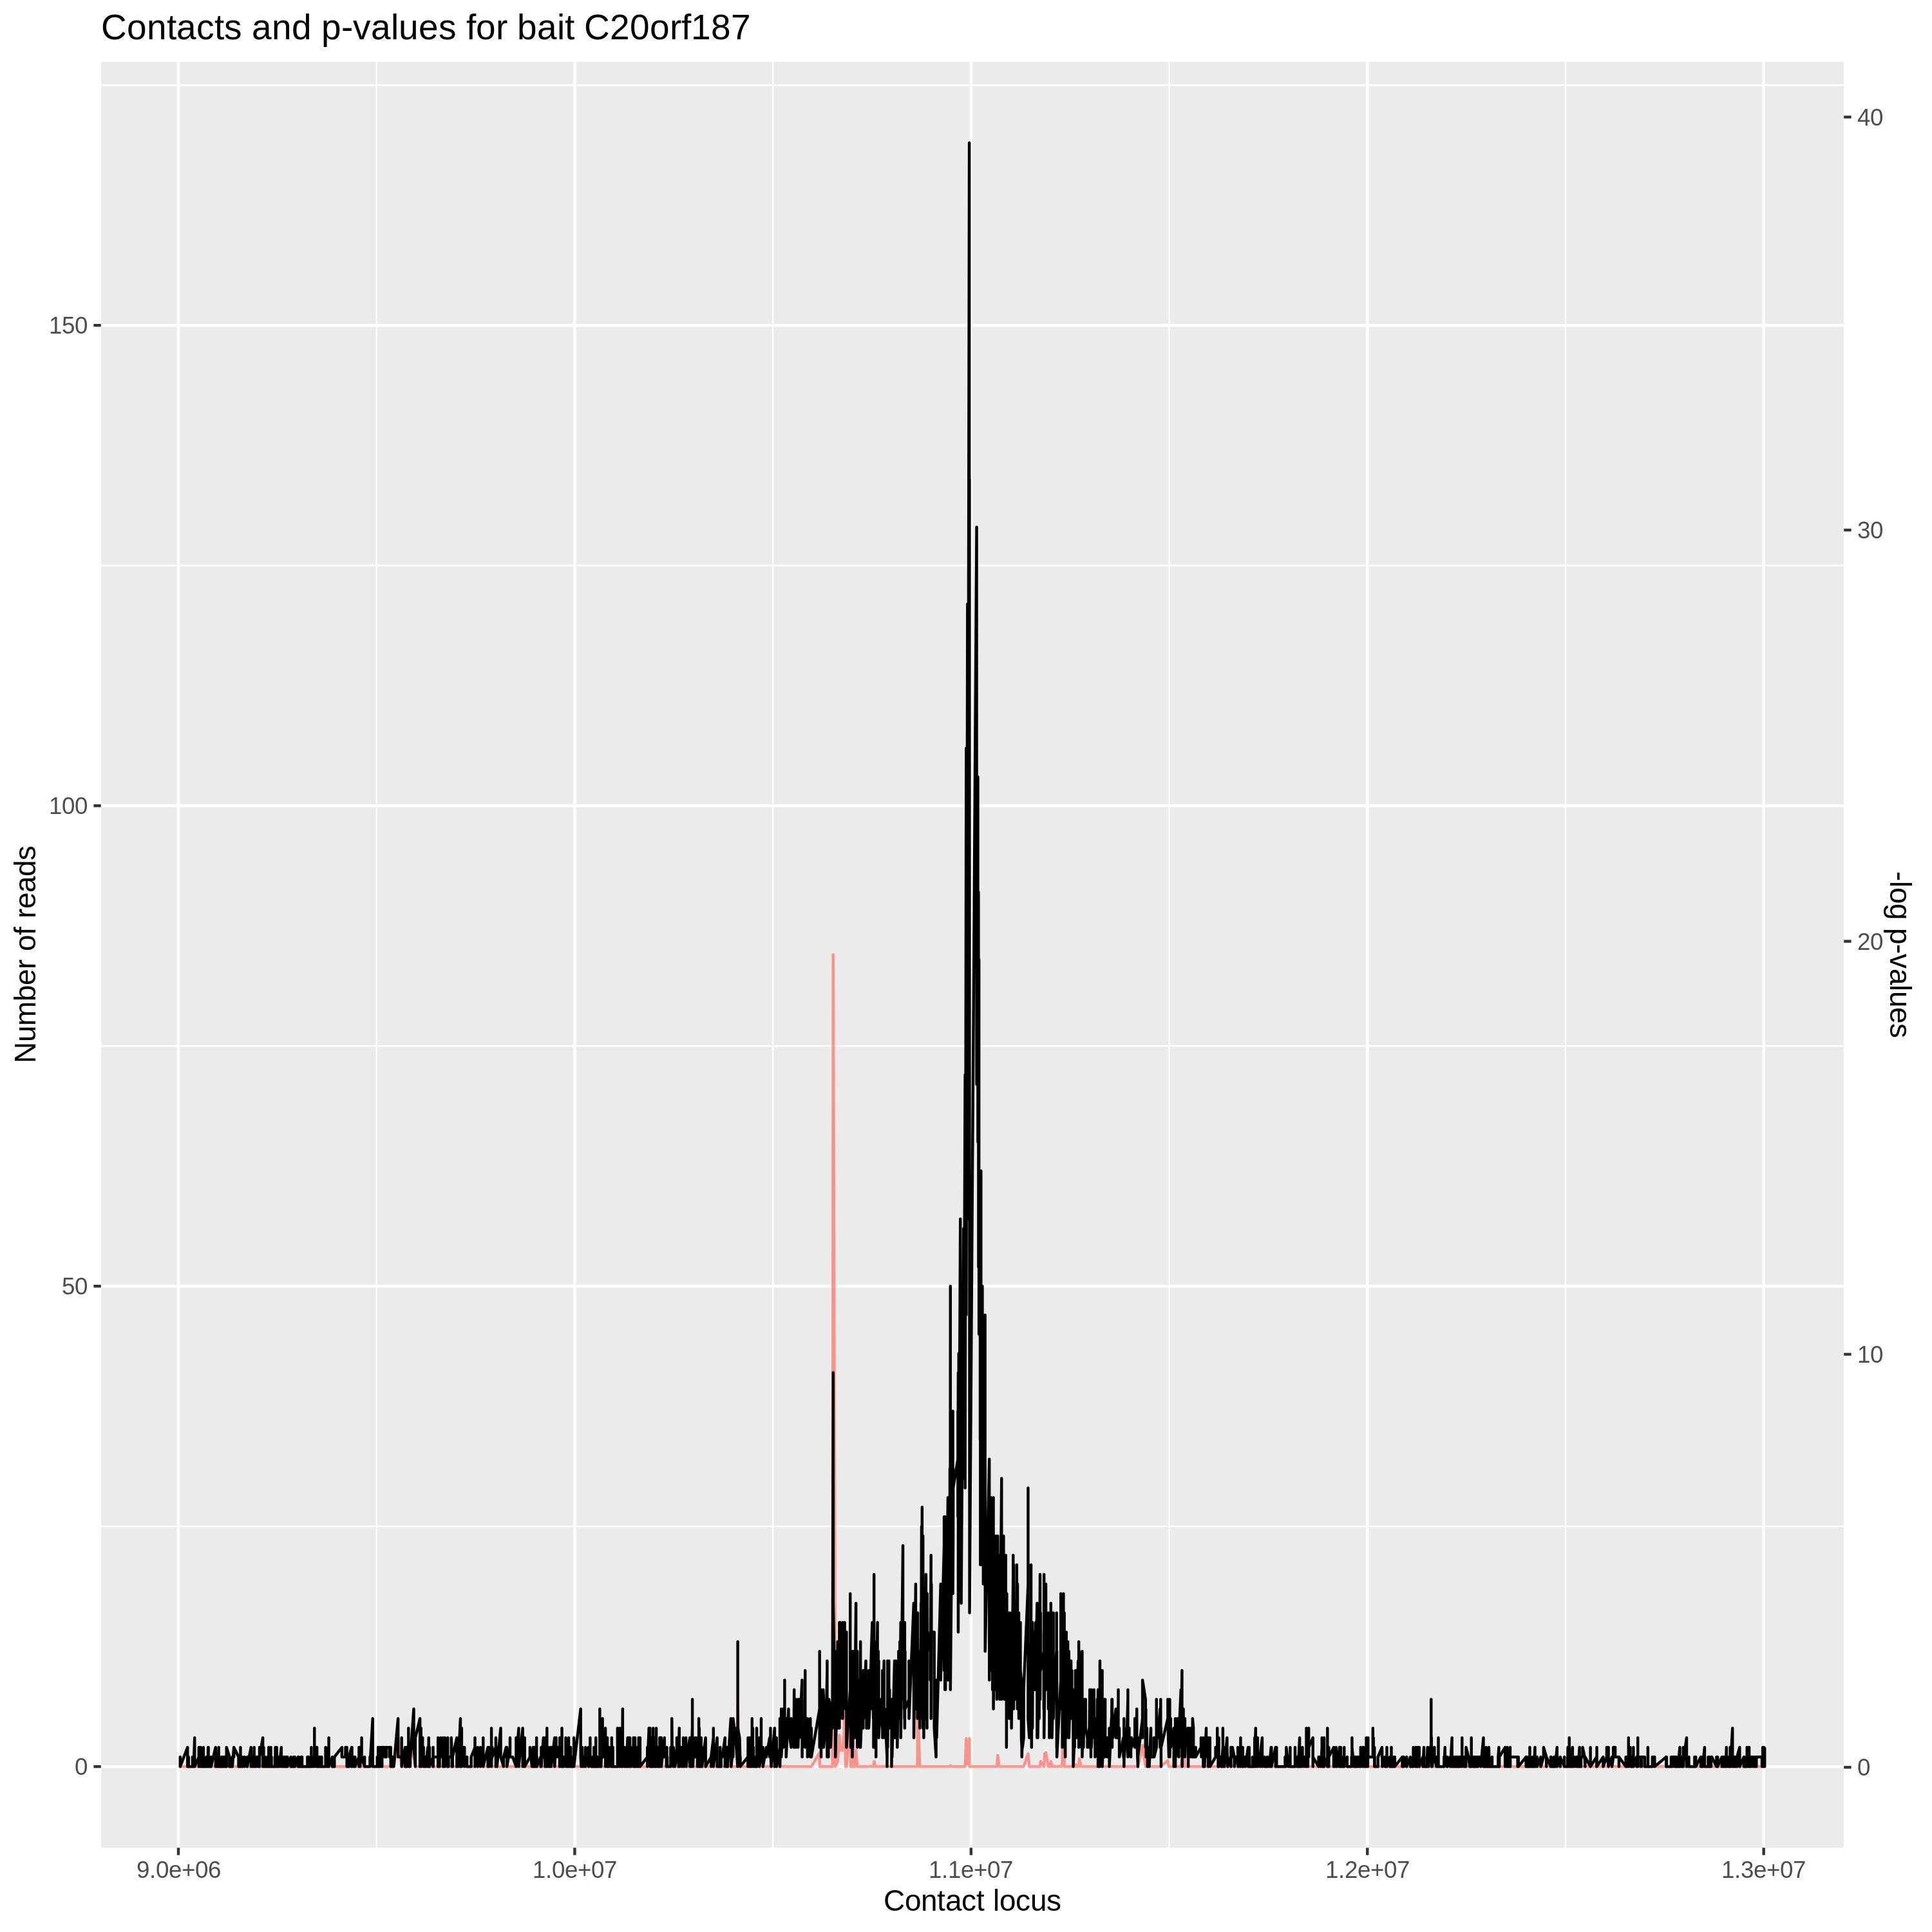 Contacts and p-values for bait C20orf187
Number of reads
150
100
50
0
40
30
20
10
0
-log p-values
9.0e+06 1.0e+07 1.1e+07 1.2e+07 1.3e+07
Contact locus